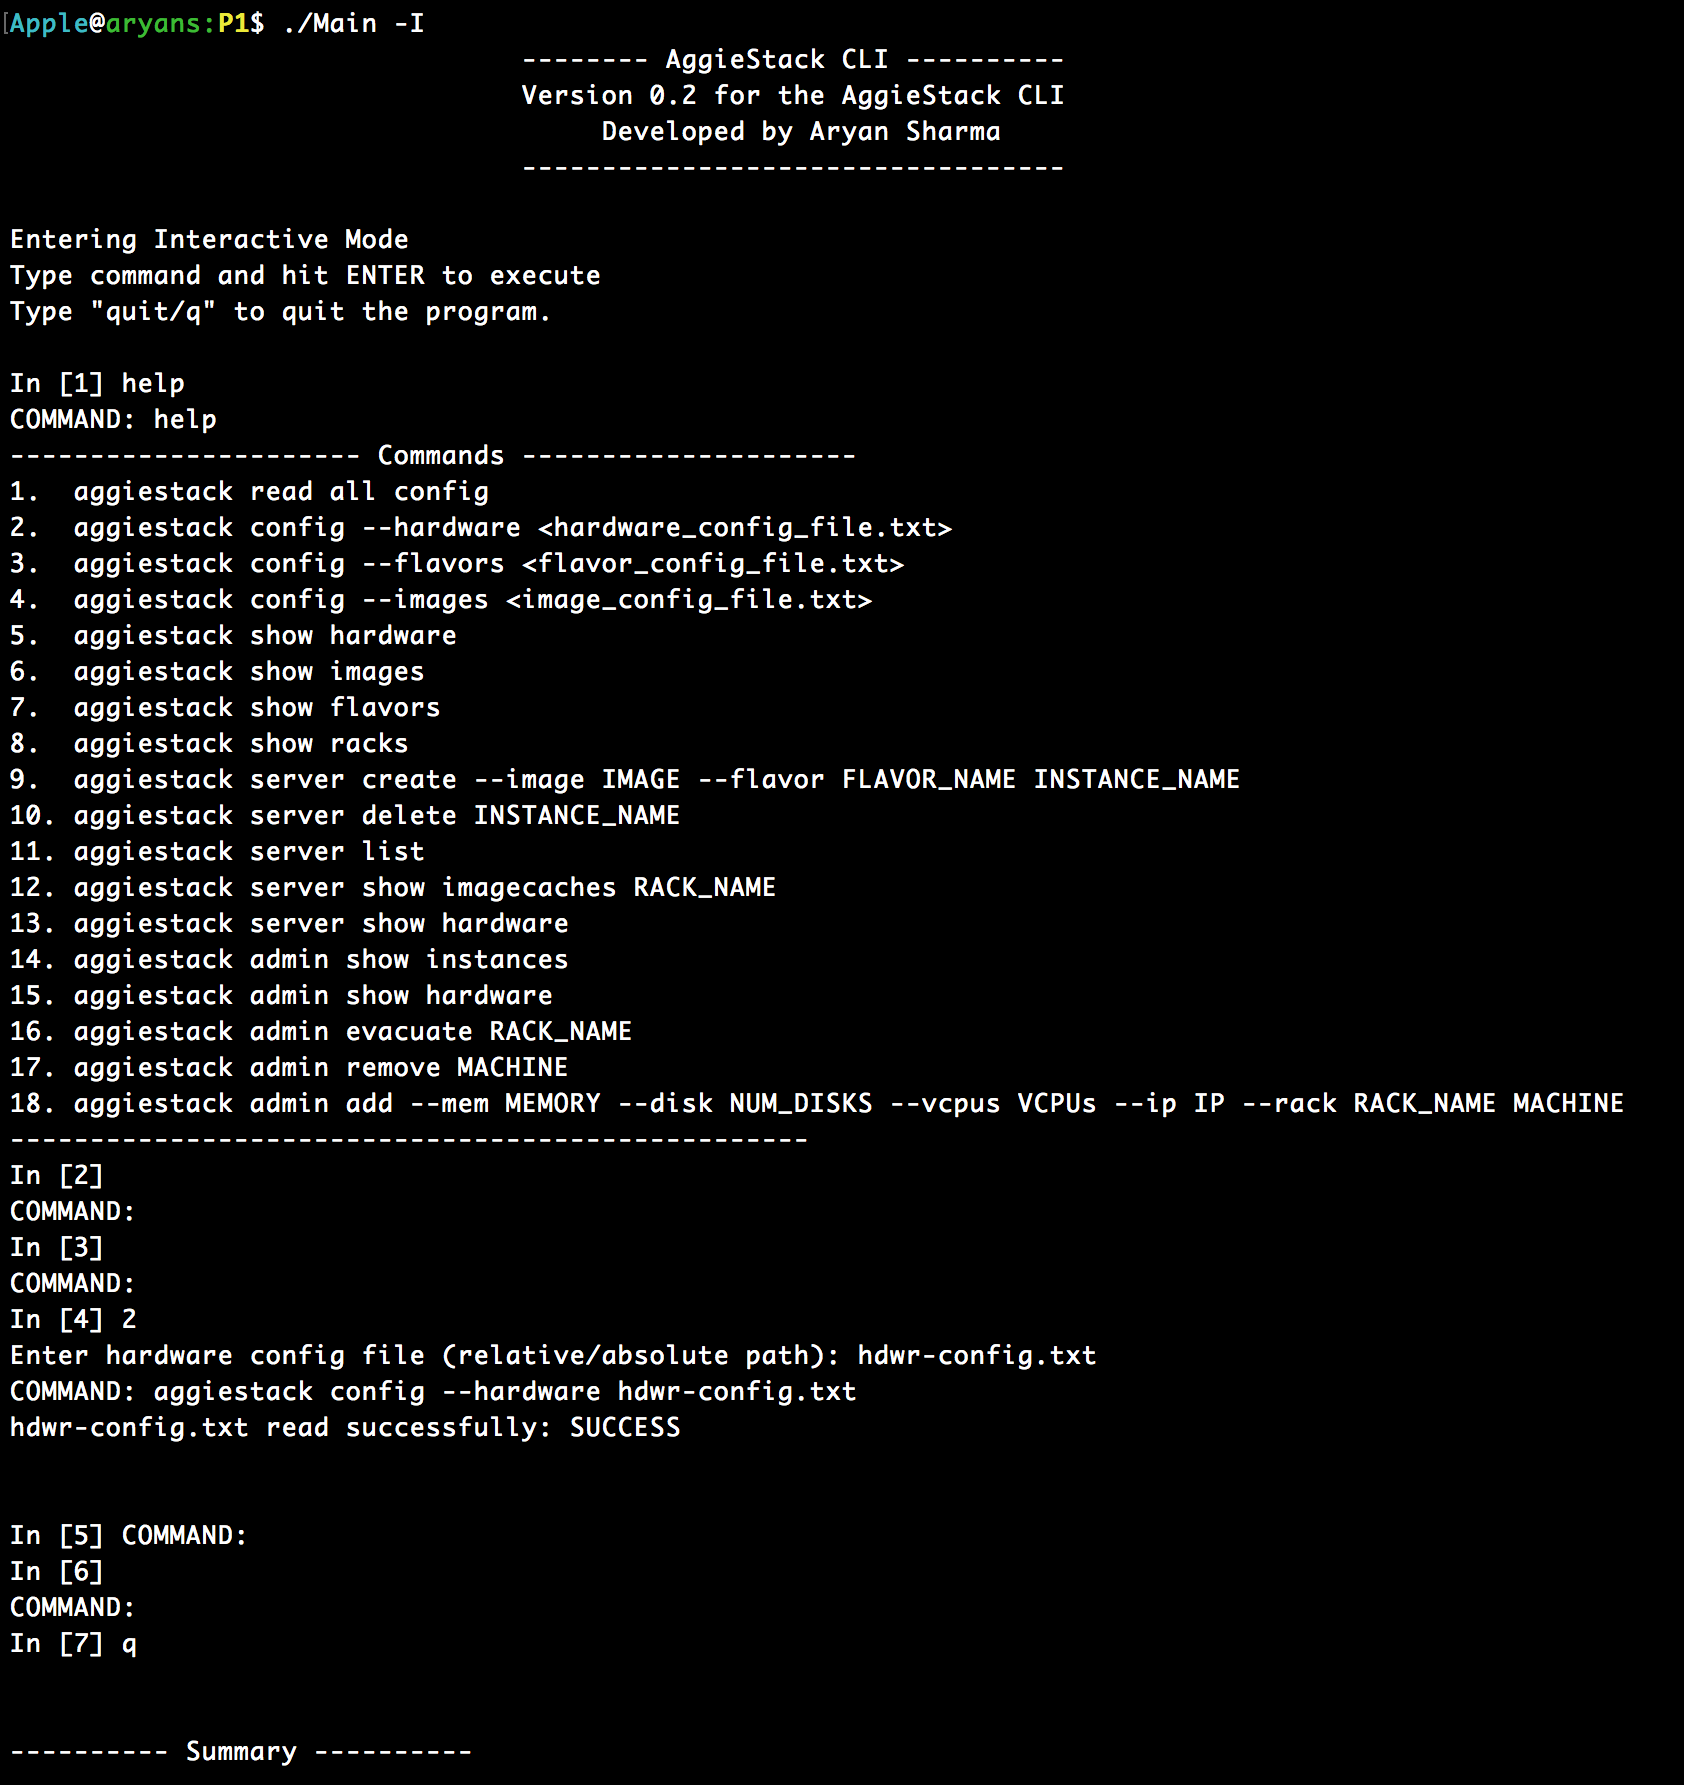 Apple@aryans:P1$ ./Main -I
-------- AggieStack CLI ----------
Version 0.2 for the AggieStack CLI
Developed by Aryan Sharma
----------------------------------
Entering Interactive Mode
Type command and hit ENTER to execute
Type "quit/q" to quit the program.
In [1] help
COMMAND: help
---------------------- Commands ---------------------
1.  aggiestack read all config
2.  aggiestack config --hardware <hardware_config_file.txt>
3.  aggiestack config --flavors <flavor_config_file.txt>
4.  aggiestack config --images <image_config_file.txt>
5.  aggiestack show hardware
6.  aggiestack show images
7.  aggiestack show flavors
8.  aggiestack show racks
9.  aggiestack server create --image IMAGE --flavor FLAVOR_NAME INSTANCE_NAME
10. aggiestack server delete INSTANCE_NAME
11. aggiestack server list
12. aggiestack server show imagecaches RACK_NAME
13. aggiestack server show hardware
14. aggiestack admin show instances
15. aggiestack admin show hardware
16. aggiestack admin evacuate RACK_NAME
17. aggiestack admin remove MACHINE
18. aggiestack admin add --mem MEMORY --disk NUM_DISKS --vcpus VCPUs --ip IP --rack RACK_NAME MACHINE
--------------------------------------------------
In [2]
COMMAND:
In [3]
COMMAND:
In [4] 2
Enter hardware config file (relative/absolute path): hdwr-config.txt
COMMAND: aggiestack config --hardware hdwr-config.txt
hdwr-config.txt read successfully: SUCCESS
In [5] COMMAND:
In [6]
COMMAND:
In [7] q
---------- Summary ----------